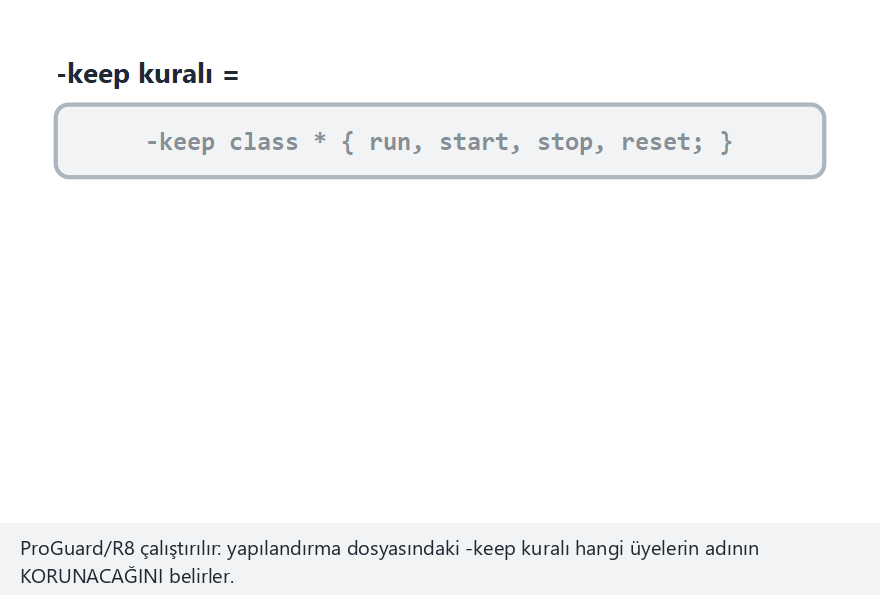 -keep kuralı =
-keep class * { run, start, stop, reset; }
ProGuard/R8 çalıştırılır: yapılandırma dosyasındaki -keep kuralı hangi üyelerin adının
KORUNACAĞINI belirler.